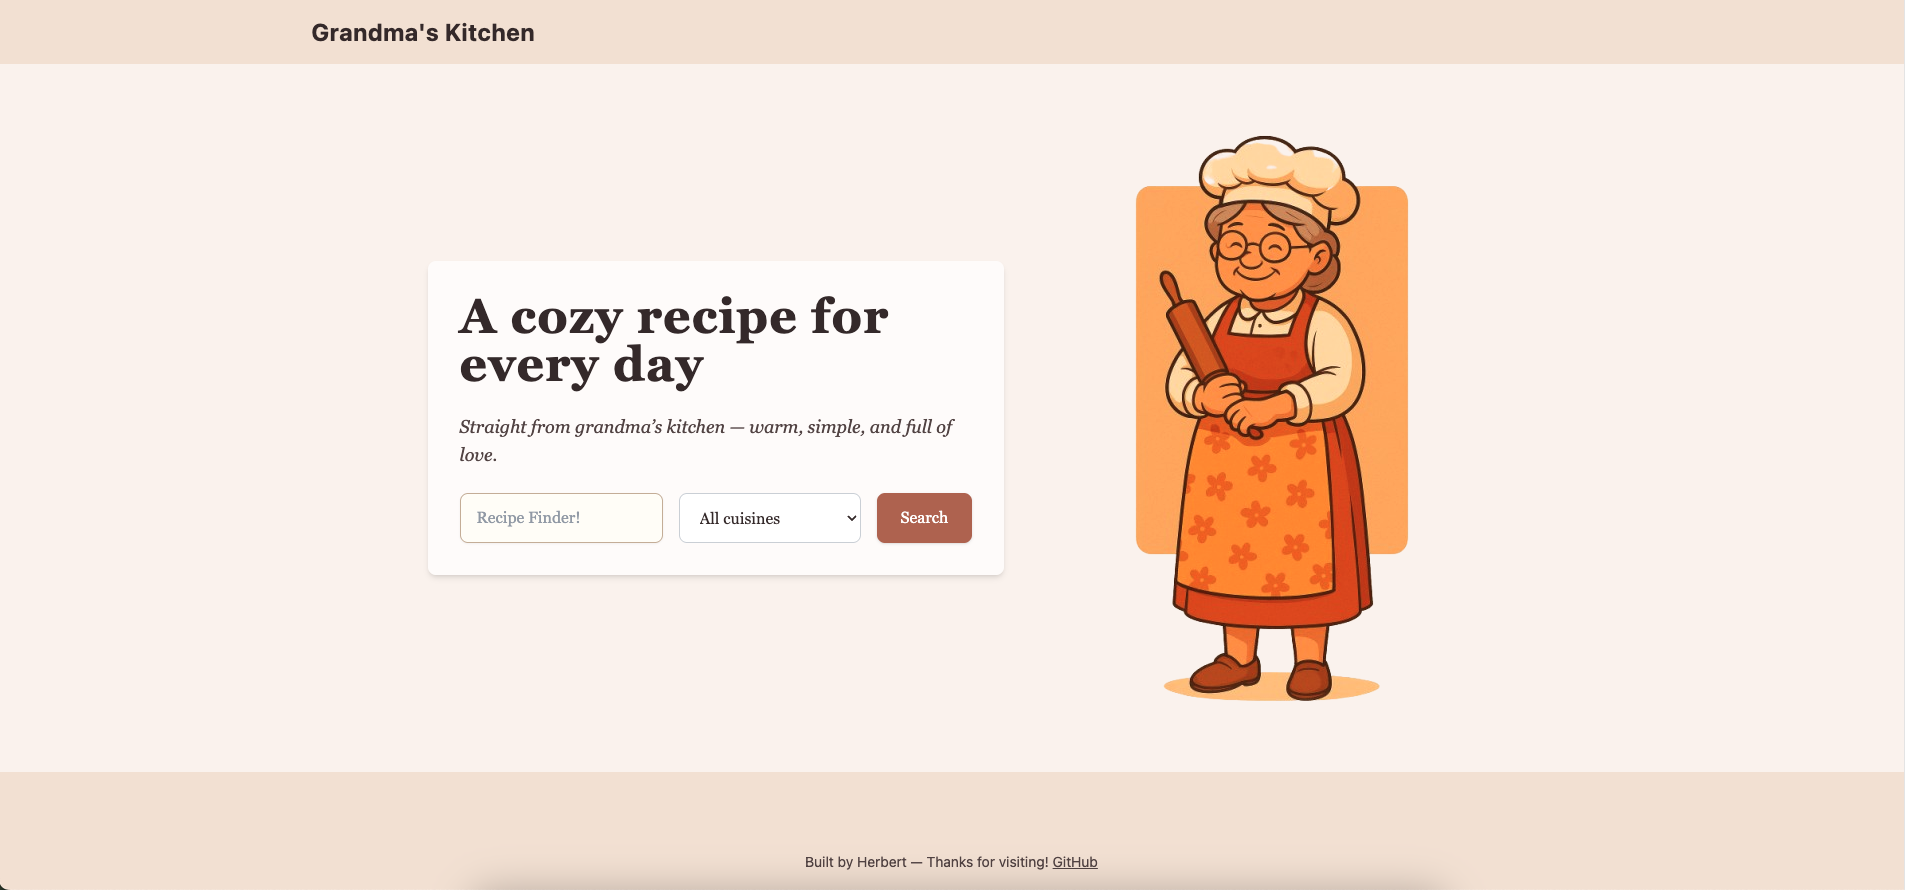 Grandma's Kitchen
A cozy recipe for
every day
Straight from grandma’s kitchen — warm, simple, and full of
love.
Recipe Finder!
All cuisines
Search
Built by Herbert — Thanks for visiting! GitHub